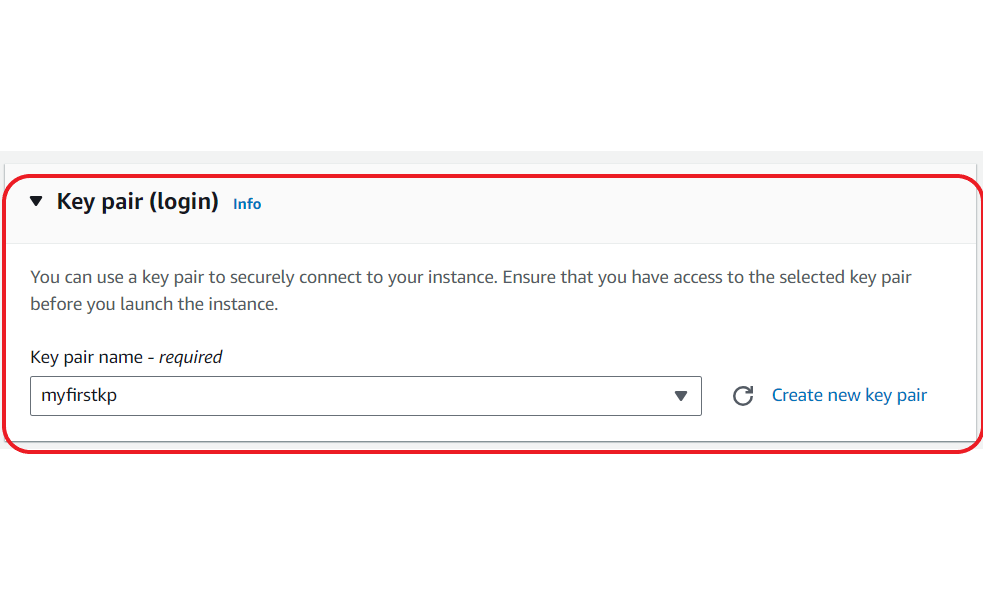 Key pair (login) Info
You can use a key pair to securely connect to your instance. Ensure that you have access to the selected key pair
before you launch the instance.
Key pair name - required
myfirstkp
Create new key pair